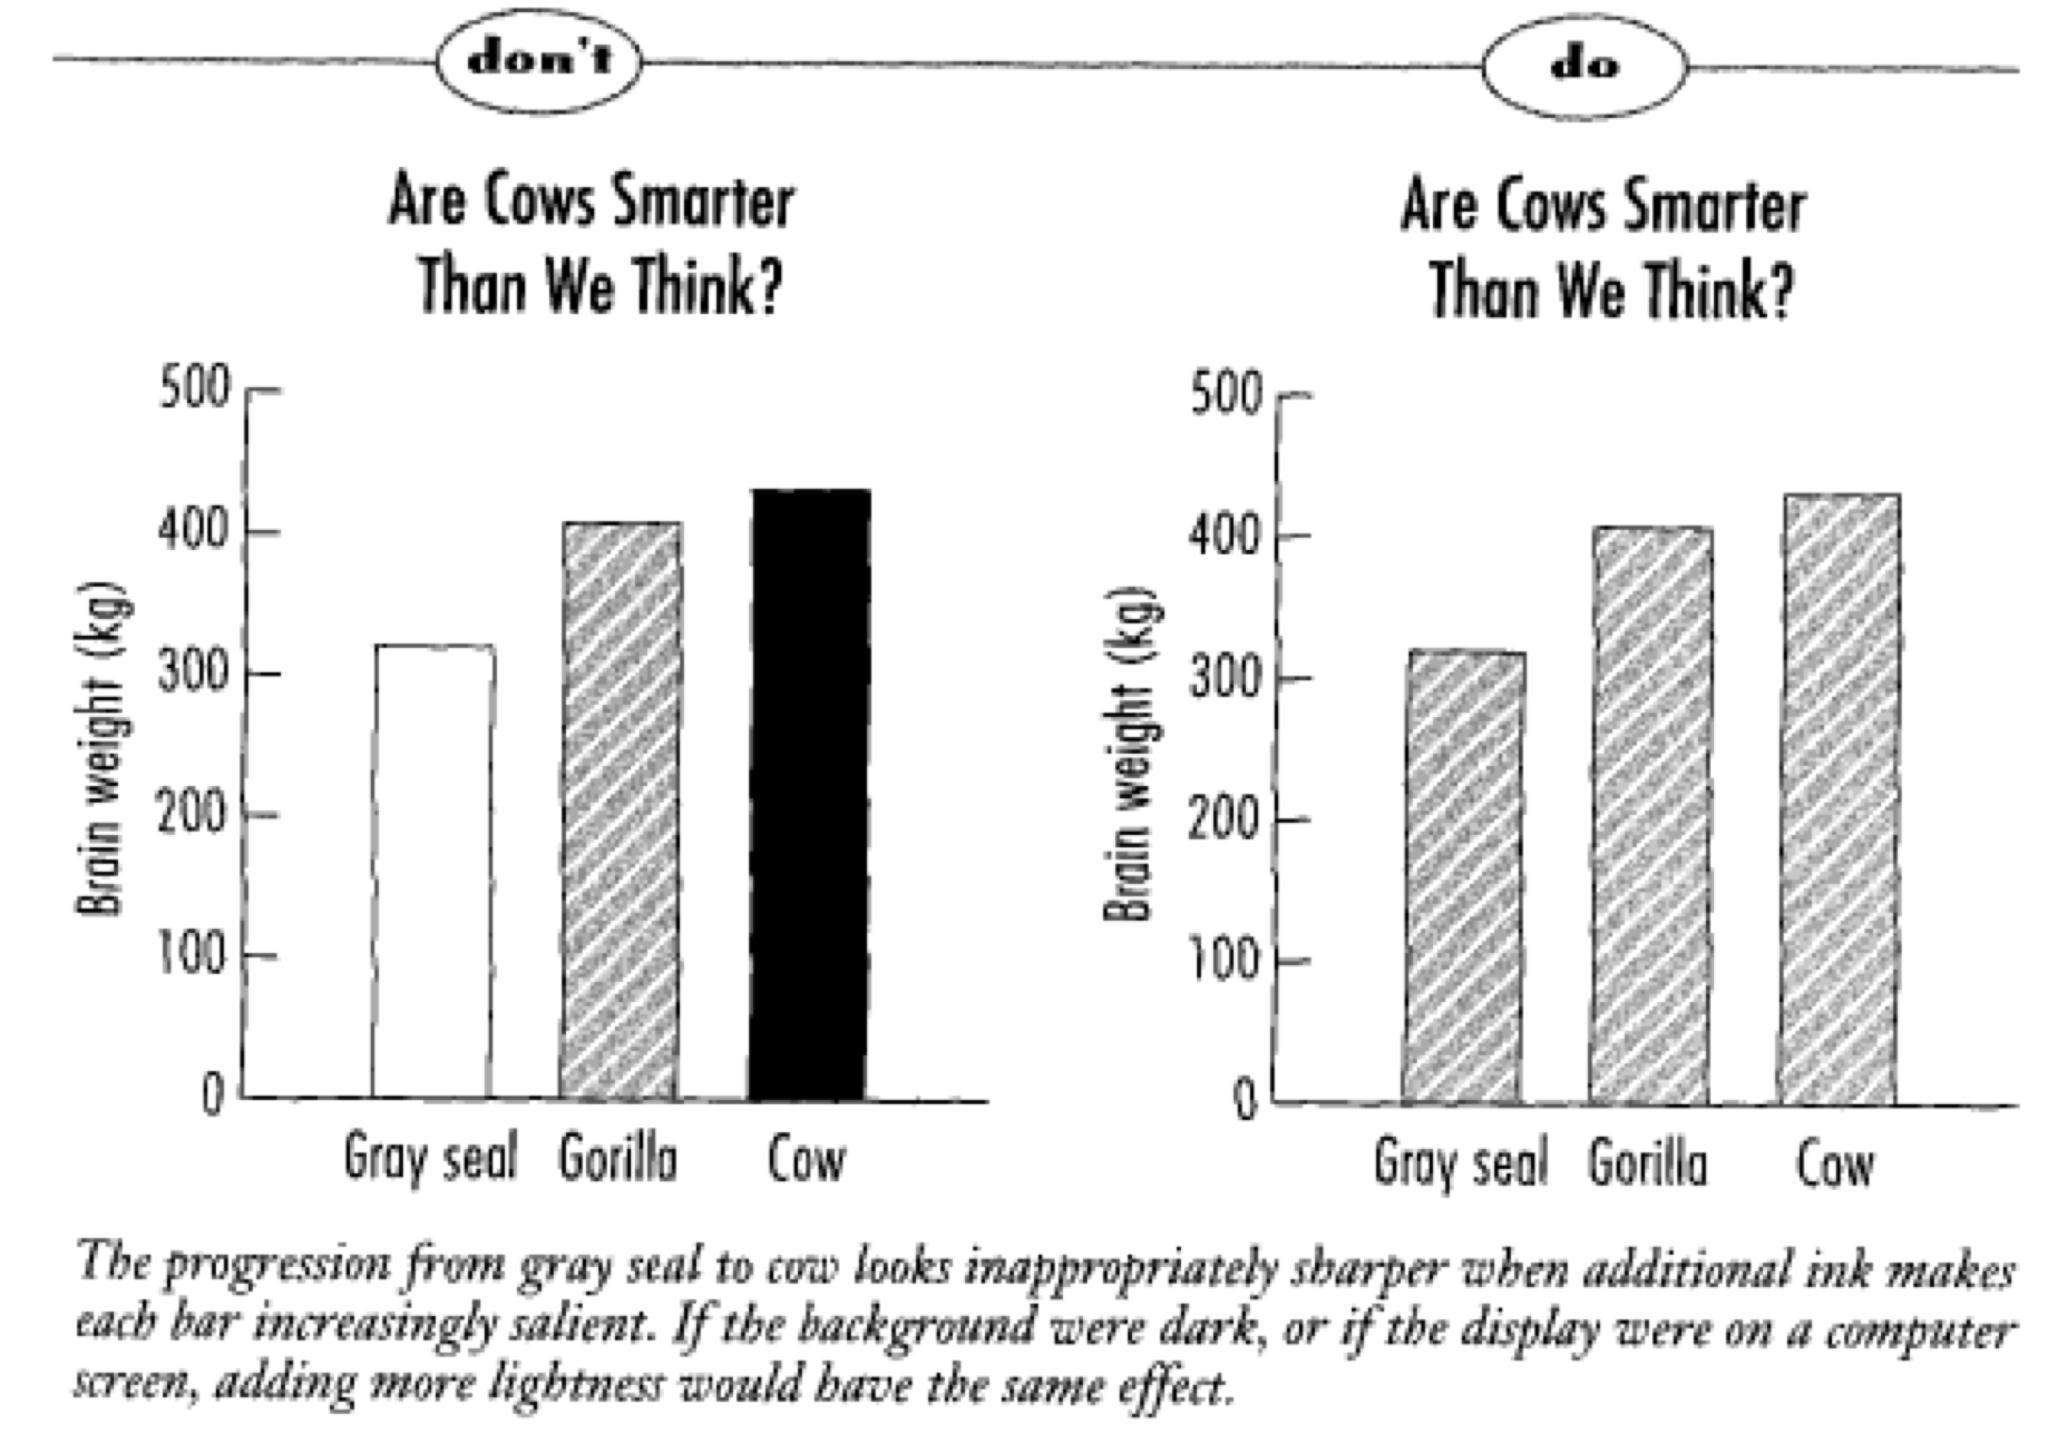 don't
do
Are Cows Smarter
Than We Think?
500
400
300
200
100
0
Brain weight (kg)
Gray seal Gorilla Cow
Are Cows Smarter
Than We Think?
500
400
300
200
100
0
Brain weight (kg)
Gray seal Gorilla Cow
The progression from gray seal to cow looks inappropriately sharper when additional ink makes
each bar increasingly salient. If the background were dark, or if the display were on a computer
screen, adding more lightness would have the same effect.